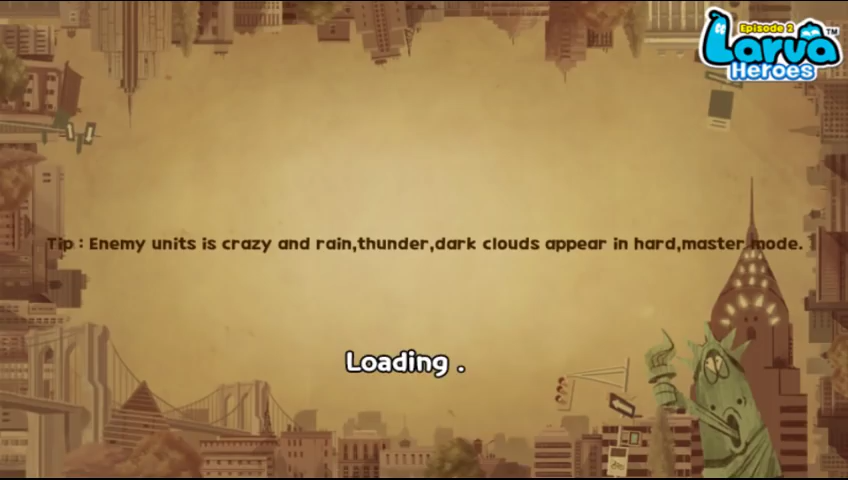 Episode 2
Larva™
Heroes
Tip : Enemy units is crazy and rain,thunder,dark clouds appear in hard,master mode.
Loading .